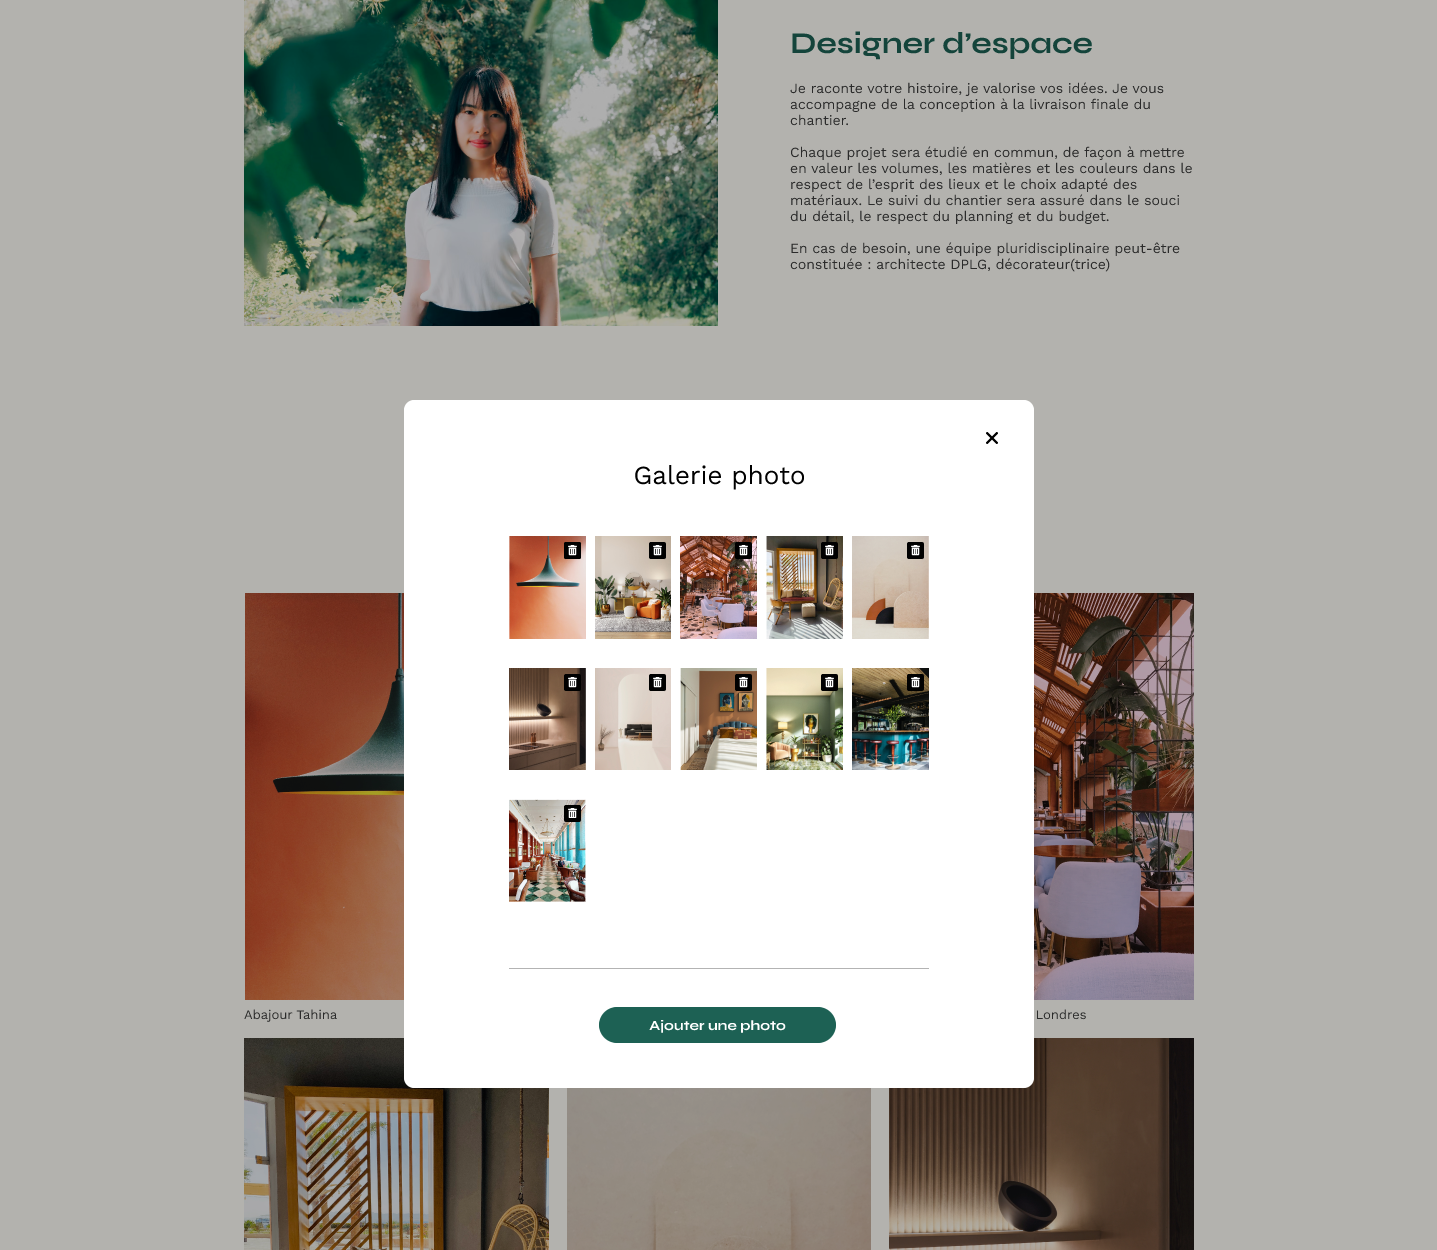 Designer d’espace
Je raconte votre histoire, je valorise vos idées. Je vous
accompagne de la conception à la livraison finale du
chantier.
Chaque projet sera étudié en commun, de façon à mettre
en valeur les volumes, les matières et les couleurs dans le
respect de l’esprit des lieux et le choix adapté des
matériaux. Le suivi du chantier sera assuré dans le souci
du détail, le respect du planning et du budget.
En cas de besoin, une équipe pluridisciplinaire peut-être
constituée : architecte DPLG, décorateur(trice)
Galerie photo
Abajour Tahina
Londres
Ajouter une photo